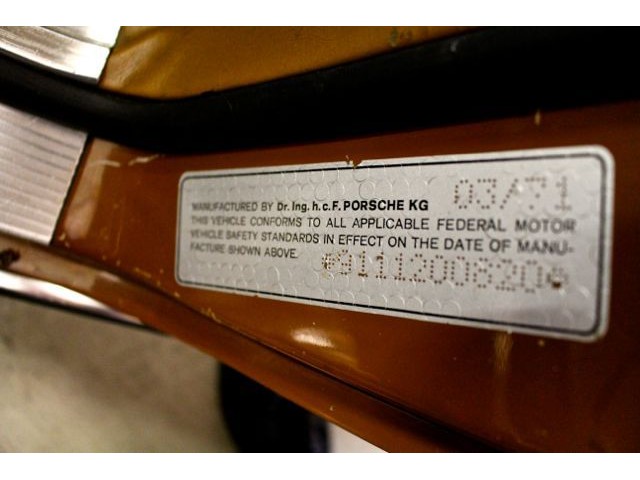 MANUFACTURED BY Dr. Ing. h.c.F. PORSCHE KG 03/71
THIS VEHICLE CONFORMS TO ALL APPLICABLE FEDERAL MOTOR
VEHICLE SAFETY STANDARDS IN EFFECT ON THE DATE OF MANU-
FACTURE SHOWN ABOVE. *9111200820*